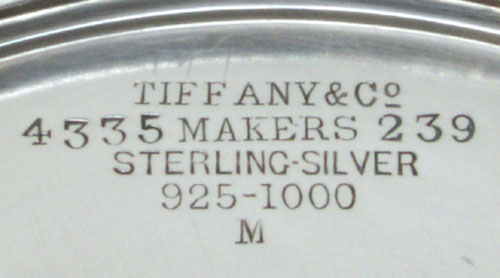 TIFFANY & Cº
4335 MAKERS 239
STERLING-SILVER
925-1000
M